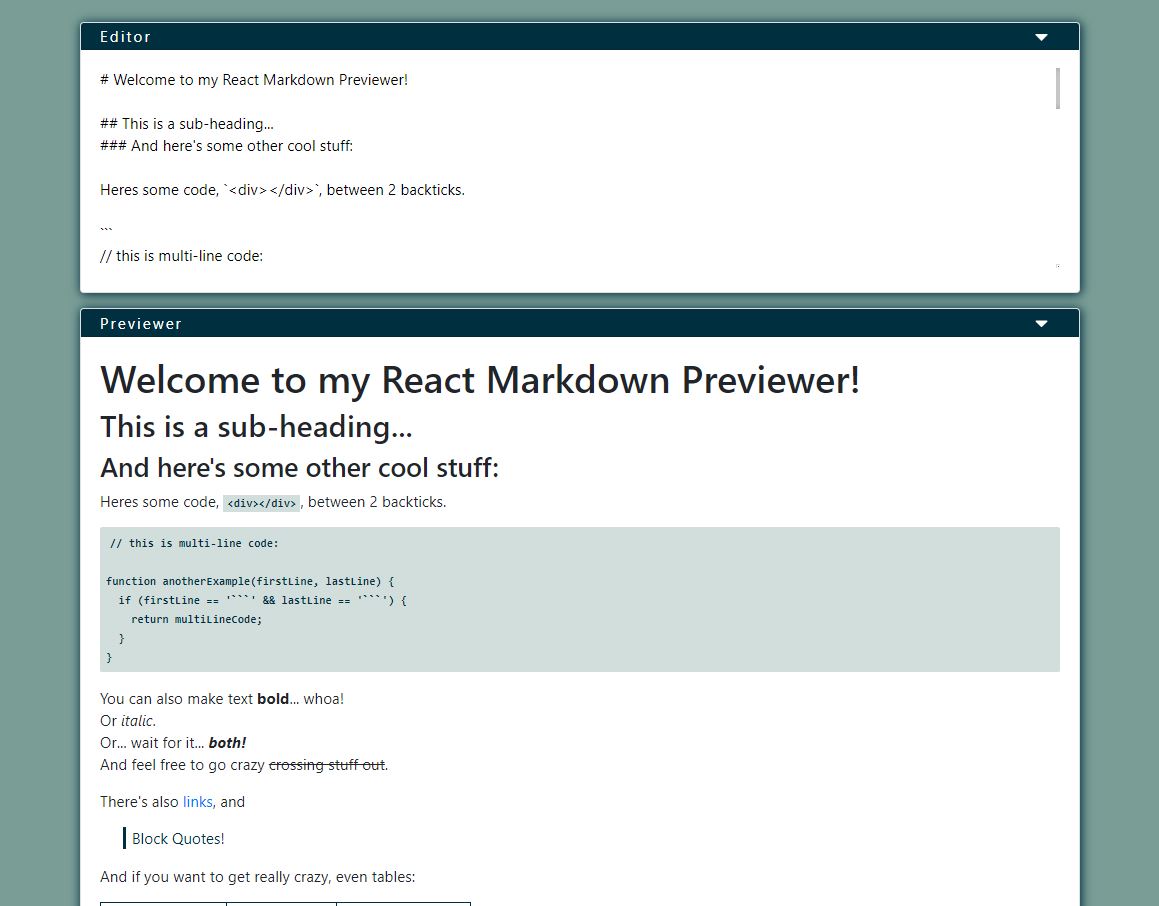 Editor
# Welcome to my React Markdown Previewer!
## This is a sub-heading...
### And here's some other cool stuff:
Heres some code, `<div></div>`, between 2 backticks.
```
// this is multi-line code:
Previewer
Welcome to my React Markdown Previewer!
This is a sub-heading...
And here's some other cool stuff:
Heres some code, <div></div>, between 2 backticks.
// this is multi-line code:
function anotherExample(firstLine, lastLine) {
if (firstLine == '```' && lastLine == '```') {
return multiLineCode;
}
}
You can also make text bold... whoa!
Or italic.
Or... wait for it... both!
And feel free to go crazy crossing stuff out.
There's also links, and
Block Quotes!
And if you want to get really crazy, even tables: